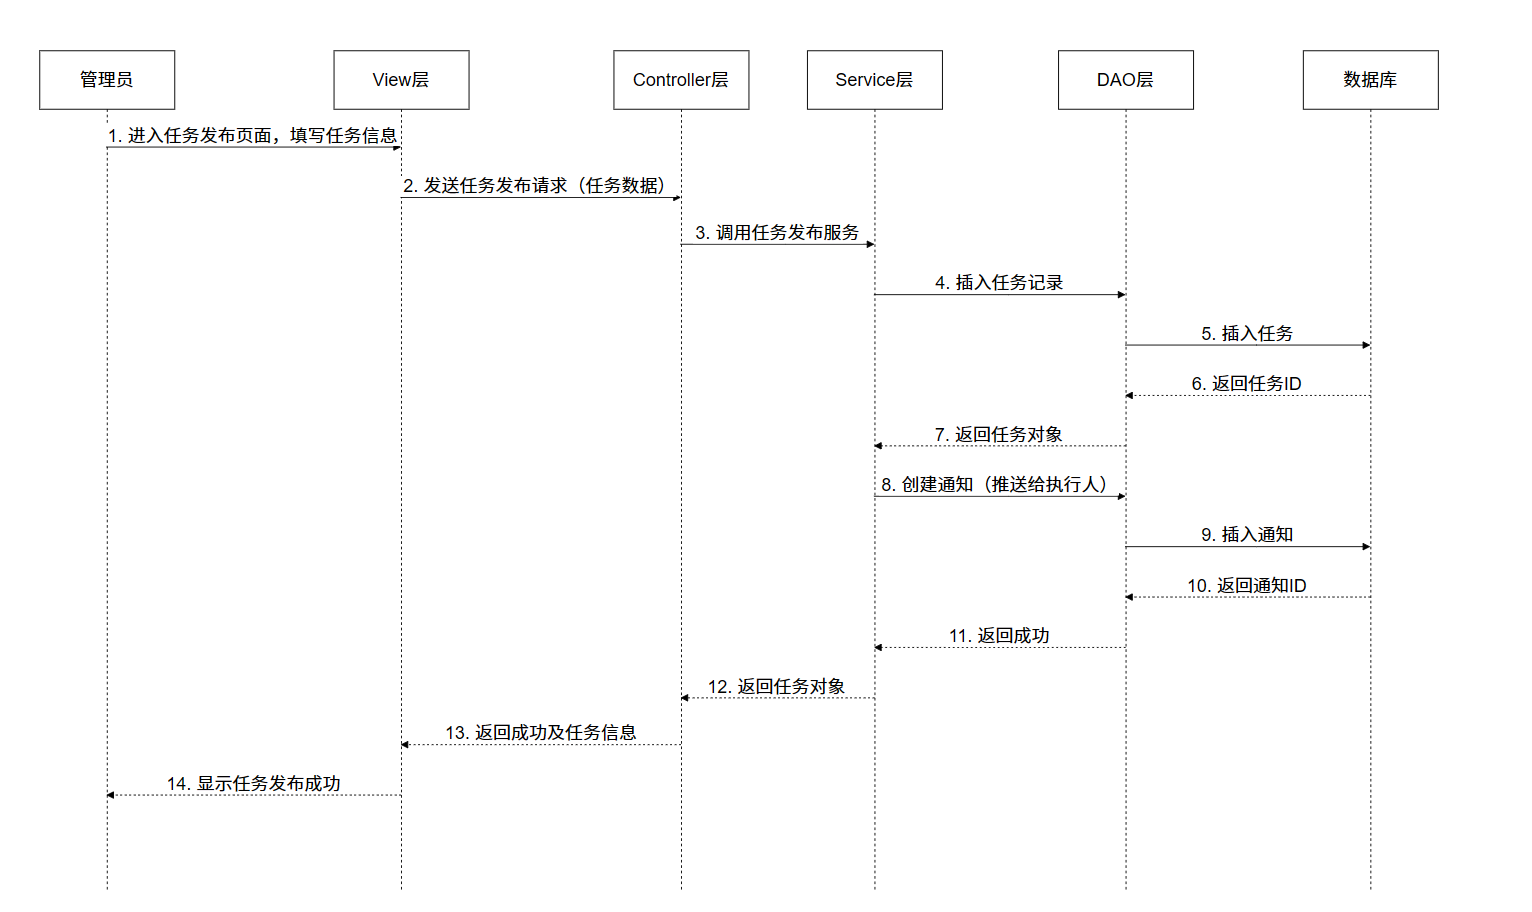 管理员
View层
Controller层
Service层
DAO层
数据库
1. 进入任务发布页面，填写任务信息
2. 发送任务发布请求（任务数据）
3. 调用任务发布服务
4. 插入任务记录
5. 插入任务
6. 返回任务ID
7. 返回任务对象
8. 创建通知（推送给执行人）
9. 插入通知
10. 返回通知ID
11. 返回成功
12. 返回任务对象
13. 返回成功及任务信息
14. 显示任务发布成功